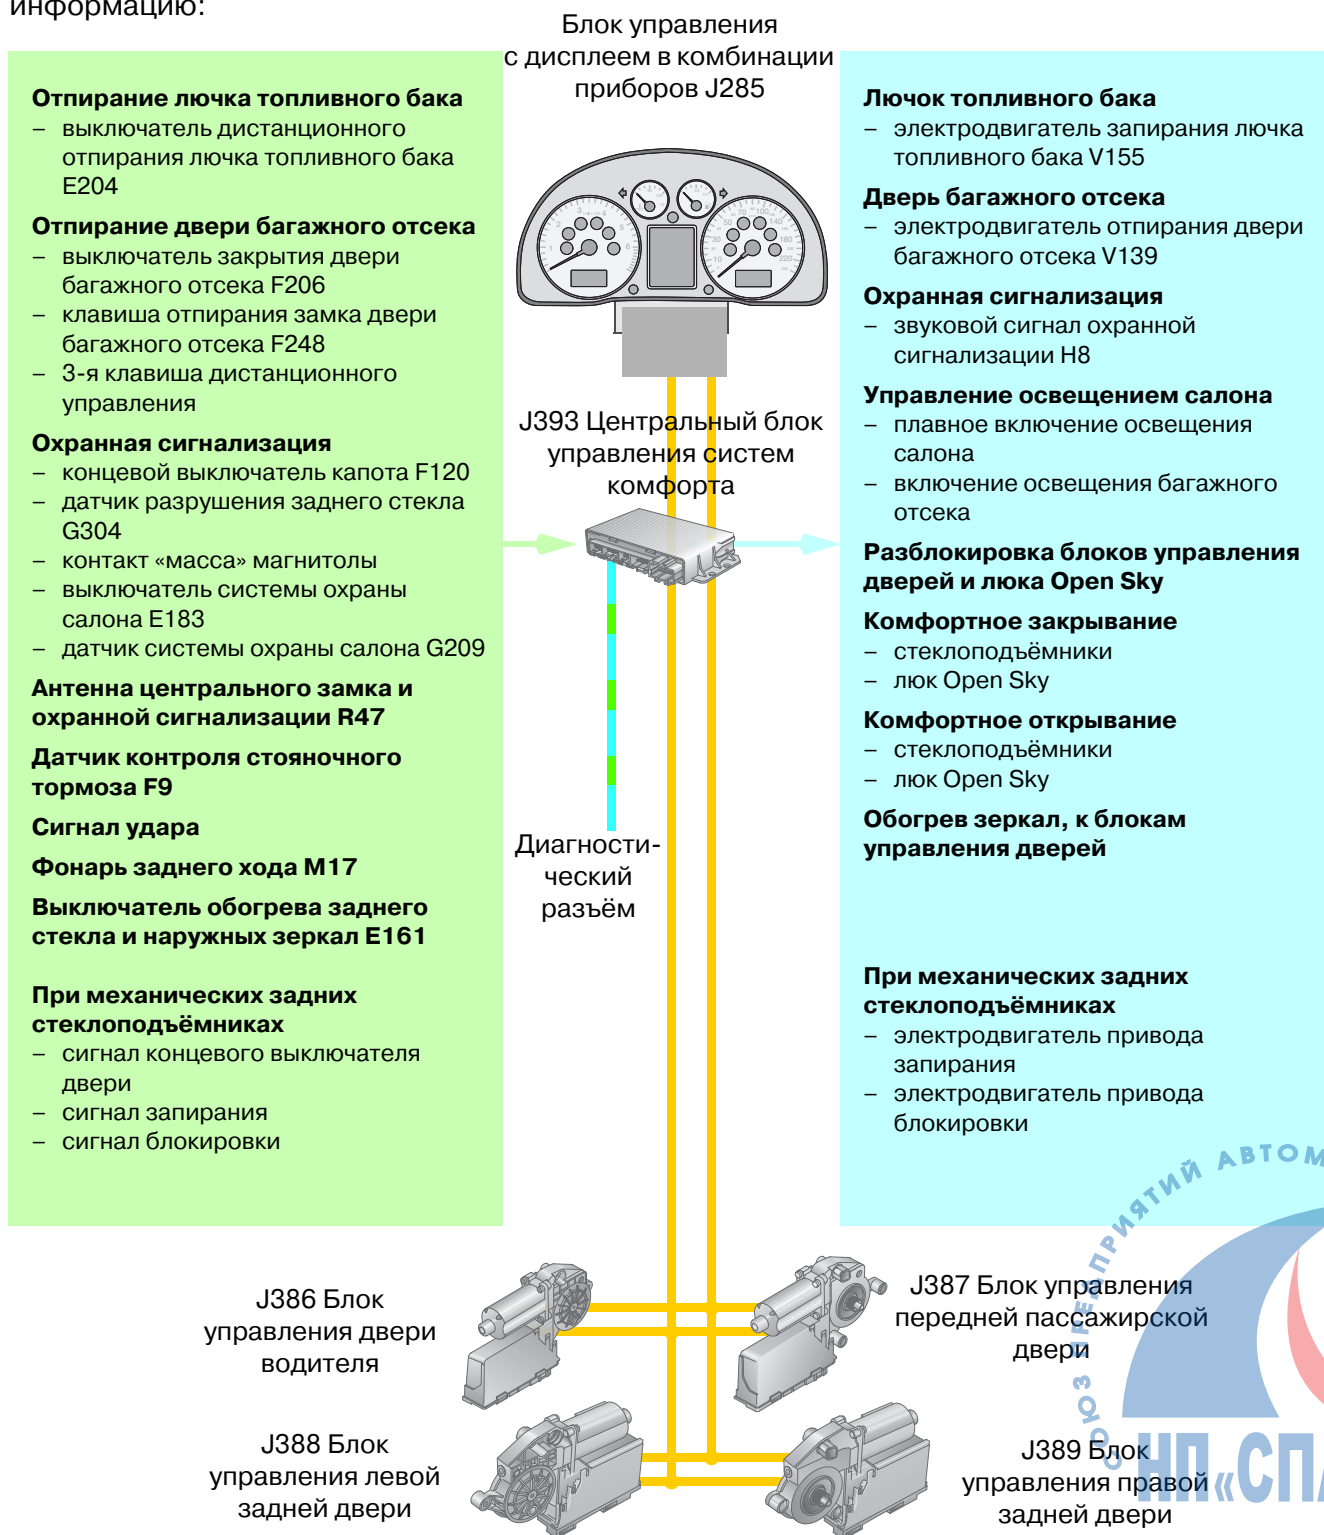 информацию:
Блок управления
с дисплеем в комбинации
приборов J285
Отпирание лючка топливного бака
– выключатель дистанционного
отпирания лючка топливного бака
E204
Отпирание двери багажного отсека
– выключатель закрытия двери
багажного отсека F206
– клавиша отпирания замка двери
багажного отсека F248
– 3-я клавиша дистанционного
управления
Охранная сигнализация
– концевой выключатель капота F120
– датчик разрушения заднего стекла
G304
– контакт «масса» магнитолы
– выключатель системы охраны
салона E183
– датчик системы охраны салона G209
Антенна центрального замка и
охранной сигнализации R47
Датчик контроля стояночного
тормоза F9
Сигнал удара
Фонарь заднего хода M17
Выключатель обогрева заднего
стекла и наружных зеркал E161
При механических задних
стеклоподъёмниках
– сигнал концевого выключателя
двери
– сигнал запирания
– сигнал блокировки
J393 Центральный блок
управления систем
комфорта
Диагности-
ческий
разъём
Лючок топливного бака
– электродвигатель запирания лючка
топливного бака V155
Дверь багажного отсека
– электродвигатель отпирания двери
багажного отсека V139
Охранная сигнализация
– звуковой сигнал охранной
сигнализации H8
Управление освещением салона
– плавное включение освещения
салона
– включение освещения багажного
отсека
Разблокировка блоков управления
дверей и люка Open Sky
Комфортное закрывание
– стеклоподъёмники
– люк Open Sky
Комфортное открывание
– стеклоподъёмники
– люк Open Sky
Обогрев зеркал, к блокам
управления дверей
При механических задних
стеклоподъёмниках
– электродвигатель привода
запирания
– электродвигатель привода
блокировки
J386 Блок
управления двери
водителя
J387 Блок управления
передней пассажирской
двери
J388 Блок
управления левой
задней двери
J389 Блок
управления правой
задней двери
СОЮЗ ПРЕДПРИЯТИЙ АВТОМ
НП «СПА